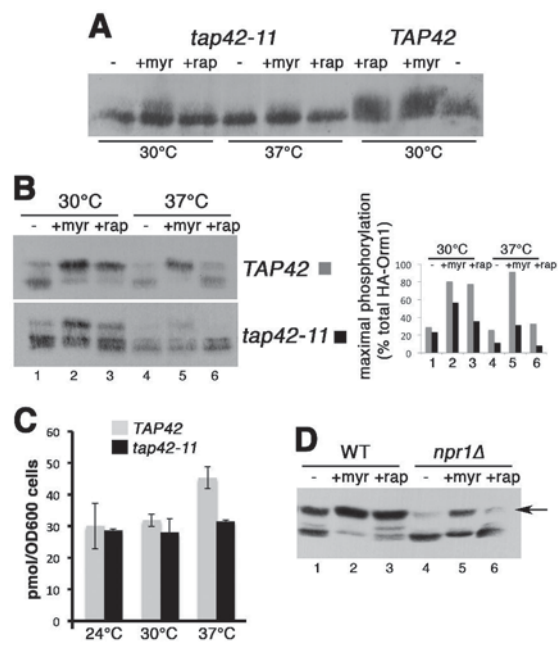 A
tap42-11 TAP42
- +myr +rap - +myr +rap +rap +myr -
30°C 37°C 30°C
B
30°C 37°C
- +myr +rap - +myr +rap
TAP42
tap42-11
1 2 3 4 5 6
maximal phosphorylation
(% total HA-Orm1)
30°C 37°C
- +myr +rap - +myr +rap
100
80
60
40
20
0
1 2 3 4 5 6
C
TAP42
tap42-11
pmol/OD600 cells
60
50
40
30
20
10
0
24°C 30°C 37°C
D
WT npr1Δ
- +myr +rap - +myr +rap
1 2 3 4 5 6